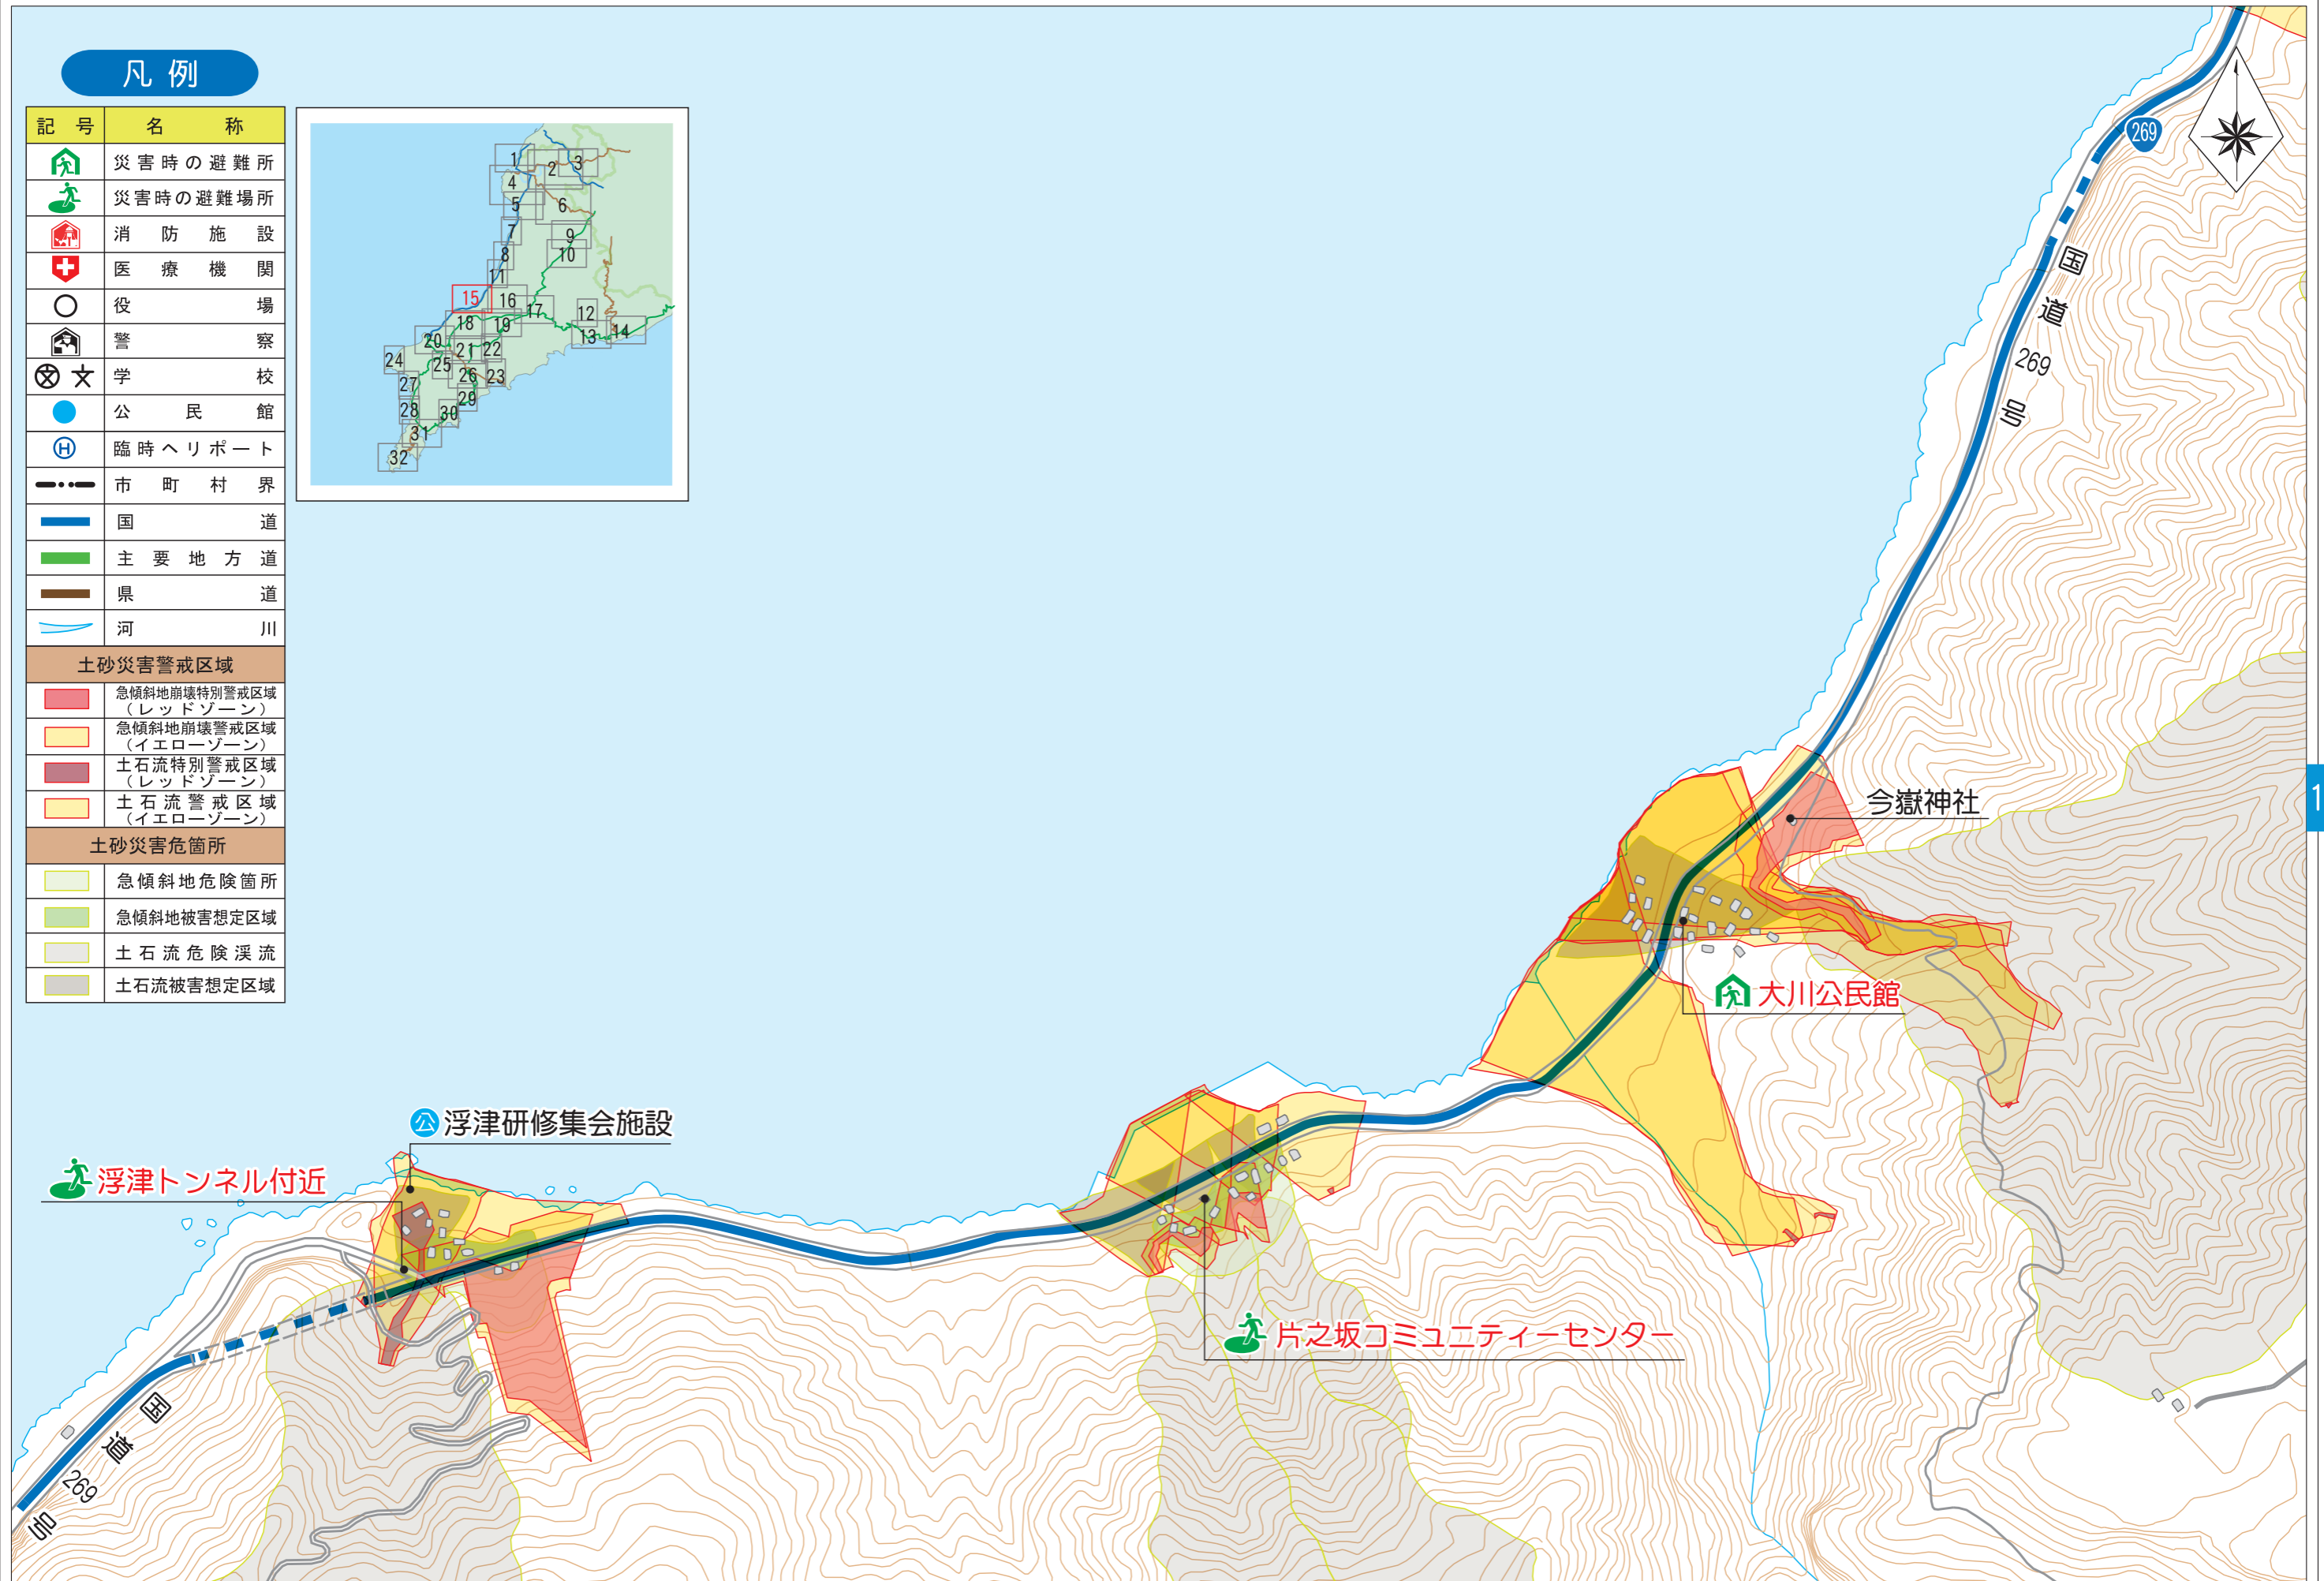 凡例
記号 名称
災害時の避難所
災害時の避難場所
消防施設
医療機関
役場
警察
文 学校
公民館
H 臨時ヘリポート
市町村界
国道
主要地方道
県道
河川
土砂災害警戒区域
急傾斜地崩壊特別警戒区域
(レッドゾーン)
急傾斜地崩壊警戒区域
(イエローゾーン)
土石流特別警戒区域
(レッドゾーン)
土石流警戒区域
(イエローゾーン)
土砂災害危箇所
急傾斜地危険箇所
急傾斜地被害想定区域
土石流危険渓流
土石流被害想定区域
1
2
3
4
5
6
7
8
9
10
11
12
13
14
15
16
17
18
19
20
21
22
23
24
25
26
27
28
29
30
31
32
269
国道269号
今嶽神社
1
大川公民館
公 浮津研修集会施設
浮津トンネル付近
片之坂コミュニティーセンター
国道269号